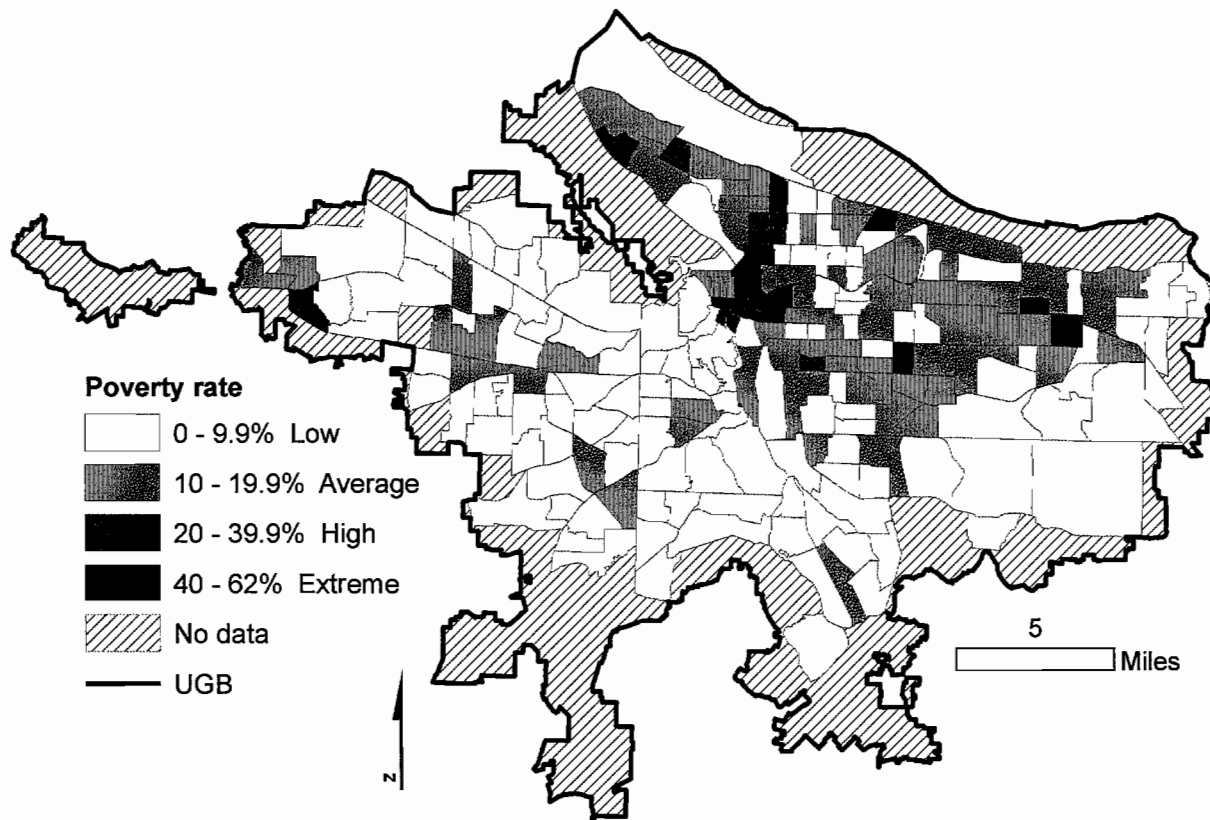 Poverty rate
0 - 9.9% Low
10 - 19.9% Average
20 - 39.9% High
40 - 62% Extreme
No data
UGB
5
Miles
z